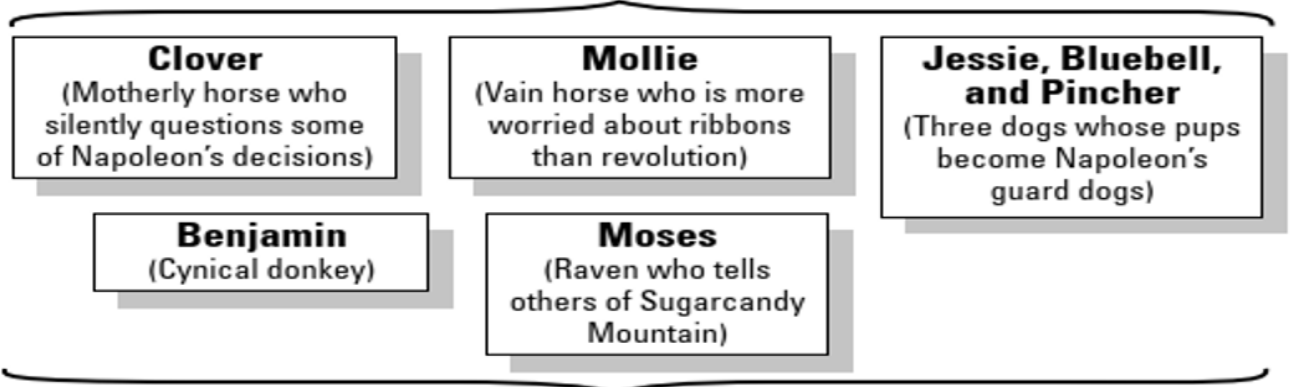 Clover
(Motherly horse who
silently questions some
of Napoleon's decisions)
Mollie
(Vain horse who is more
worried about ribbons
than revolution)
Jessie, Bluebell,
and Pincher
(Three dogs whose pups
become Napoleon's
guard dogs)
Benjamin
(Cynical donkey)
Moses
(Raven who tells
others of Sugarcandy
Mountain)